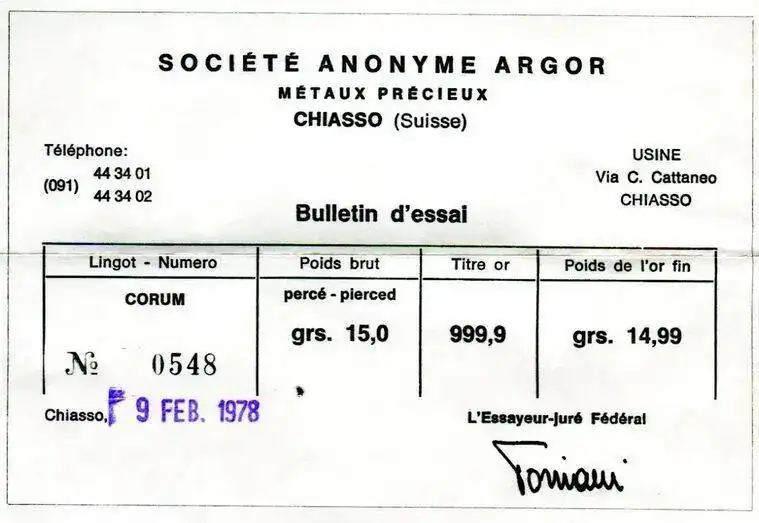 SOCIÉTÉ ANONYME ARGOR
MÉTAUX PRÉCIEUX
CHIASSO (Suisse)
Téléphone:
(091) 44 34 01
44 34 02
USINE
Via C. Cattaneo
CHIASSO
Bulletin d'essai
Lingot - Numero Poids brut Titre or Poids de l'or fin
CORUM percé - pierced
grs. 15,0 999,9 grs. 14,99
№ 0548
Chiasso, 9 FEB. 1978
L'Essayeur-juré Fédéral